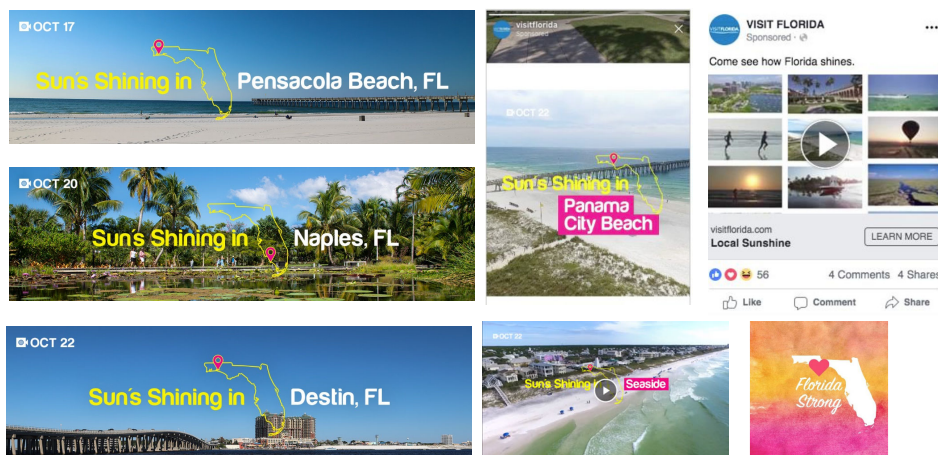 OCT 17
Sun's Shining in Pensacola Beach, FL
OCT 20
Sun's Shining in Naples, FL
OCT 22
Sun's Shining in Destin, FL
visitflorida
Sponsored
OCT 22
Sun's Shining in
Panama
City Beach
VISITFLORIDA
VISIT FLORIDA
Sponsored
Come see how Florida shines.
visitflorida.com
Local Sunshine
LEARN MORE
56
4 Comments 4 Shares
Like Comment Share
OCT 22
Sun's Shining
Seaside
Florida
Strong